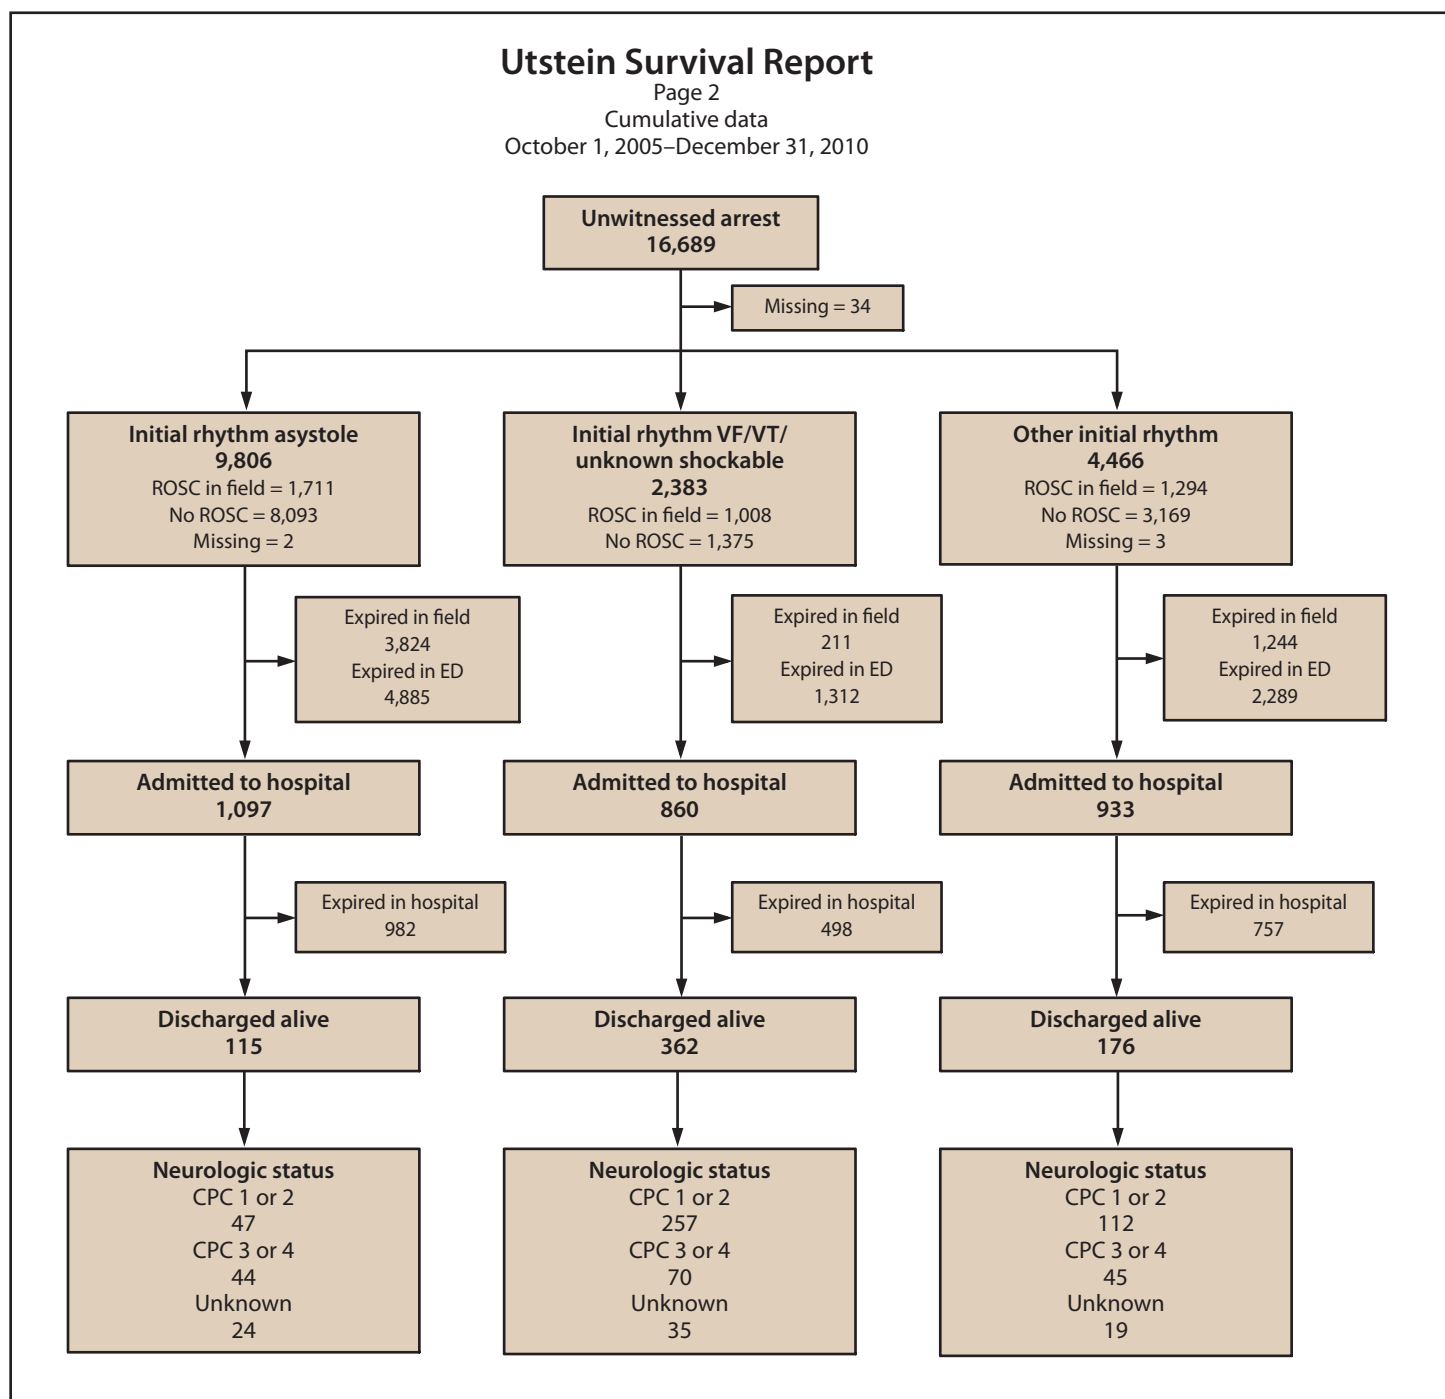 Utstein Survival Report
Page 2
Cumulative data
October 1, 2005–December 31, 2010
Unwitnessed arrest
16,689
Missing = 34
Initial rhythm asystole
9,806
ROSC in field = 1,711
No ROSC = 8,093
Missing = 2
Initial rhythm VF/VT/
unknown shockable
2,383
ROSC in field = 1,008
No ROSC = 1,375
Other initial rhythm
4,466
ROSC in field = 1,294
No ROSC = 3,169
Missing = 3
Expired in field
3,824
Expired in ED
4,885
Expired in field
211
Expired in ED
1,312
Expired in field
1,244
Expired in ED
2,289
Admitted to hospital
1,097
Admitted to hospital
860
Admitted to hospital
933
Expired in hospital
982
Expired in hospital
498
Expired in hospital
757
Discharged alive
115
Discharged alive
362
Discharged alive
176
Neurologic status
CPC 1 or 2
47
CPC 3 or 4
44
Unknown
24
Neurologic status
CPC 1 or 2
257
CPC 3 or 4
70
Unknown
35
Neurologic status
CPC 1 or 2
112
CPC 3 or 4
45
Unknown
19